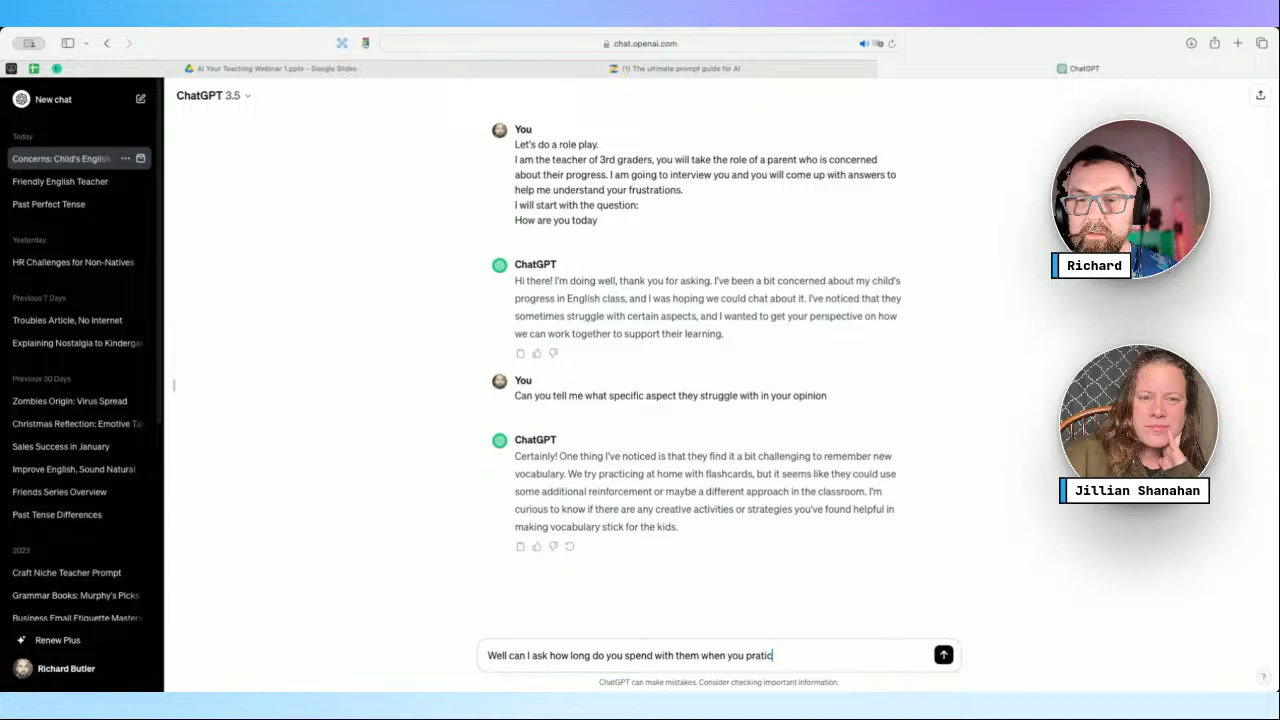 chat.openai.com
AI Your Teaching Webinar 1.pptx - Google Slides
(1) The ultimate prompt guide for AI
ChatGPT
New chat
Today
Concerns: Child's English
Friendly English Teacher
Past Perfect Tense
Yesterday
HR Challenges for Non-Natives
Previous 7 Days
Troubles Article, No Internet
Explaining Nostalgia to Kinderga
Previous 30 Days
Zombies Origin: Virus Spread
Christmas Reflection: Emotive Ta
Sales Success in January
Improve English, Sound Natural
Friends Series Overview
Past Tense Differences
2023
Craft Niche Teacher Prompt
Grammar Books: Murphy's Picks
Business Email Etiquette Master
Renew Plus
Richard Butler
ChatGPT 3.5
You
Let's do a role play.
I am the teacher of 3rd graders, you will take the role of a parent who is concerned
about their progress. I am going to interview you and you will come up with answers to
help me understand your frustrations.
I will start with the question:
How are you today
ChatGPT
Hi there! I'm doing well, thank you for asking. I've been a bit concerned about my child's
progress in English class, and I was hoping we could chat about it. I've noticed that they
sometimes struggle with certain aspects, and I wanted to get your perspective on how
we can work together to support their learning.
You
Can you tell me what specific aspect they struggle with in your opinion
ChatGPT
Certainly! One thing I've noticed is that they find it a bit challenging to remember new
vocabulary. We try practicing at home with flashcards, but it seems like they could use
some additional reinforcement or maybe a different approach in the classroom. I'm
curious to know if there are any creative activities or strategies you've found helpful in
making vocabulary stick for the kids.
Well can I ask how long do you spend with them when you pratic
ChatGPT can make mistakes. Consider checking important information.
Richard
Jillian Shanahan